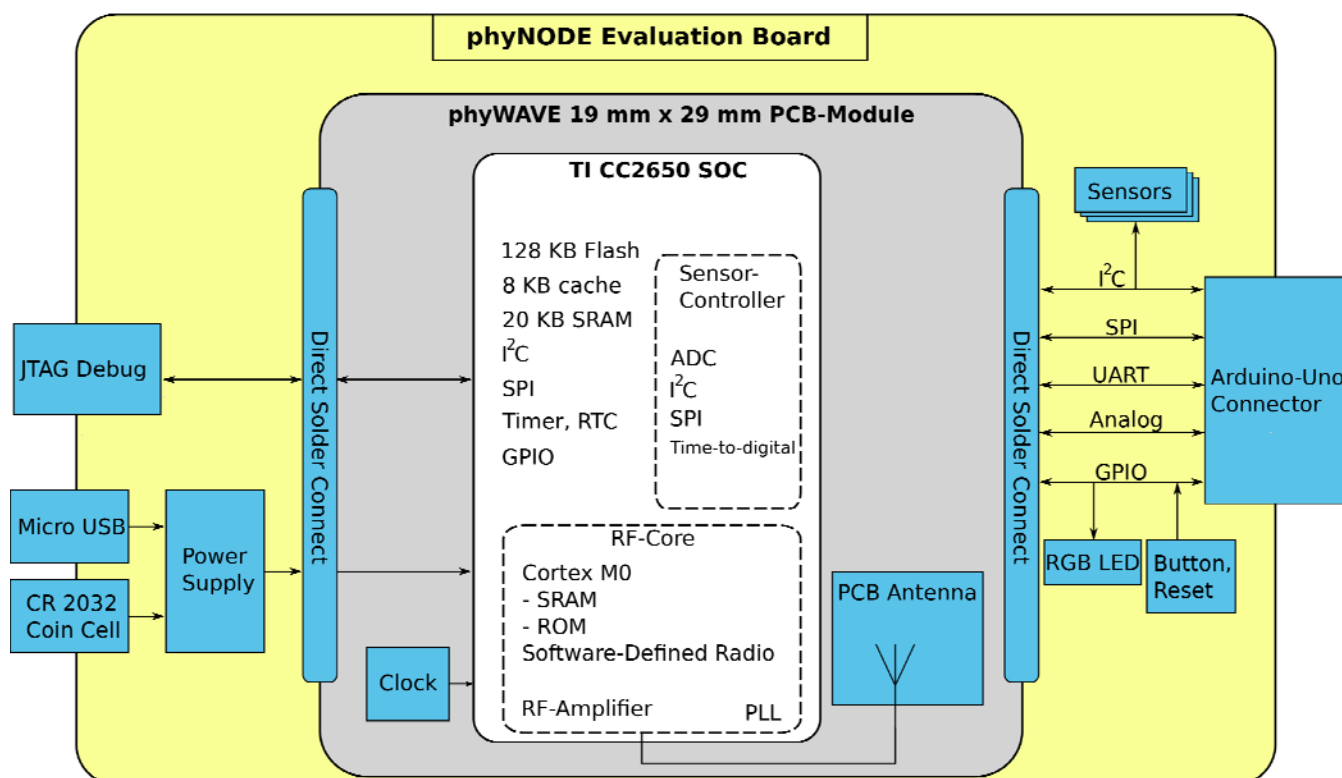 phyNODE Evaluation Board
phyWAVE 19 mm x 29 mm PCB-Module
TI CC2650 SOC
128 KB Flash
8 KB cache
20 KB SRAM
I²C
SPI
Timer, RTC
GPIO
Sensor-
Controller
ADC
I²C
SPI
Time-to-digital
RF-Core
Cortex M0
- SRAM
- ROM
Software-Defined Radio
RF-Amplifier
PLL
JTAG Debug
Micro USB
CR 2032
Coin Cell
Power
Supply
Direct Solder Connect
Clock
PCB Antenna
Direct Solder Connect
Sensors
I²C
SPI
UART
Analog
GPIO
Arduino-Uno
Connector
RGB LED
Button,
Reset